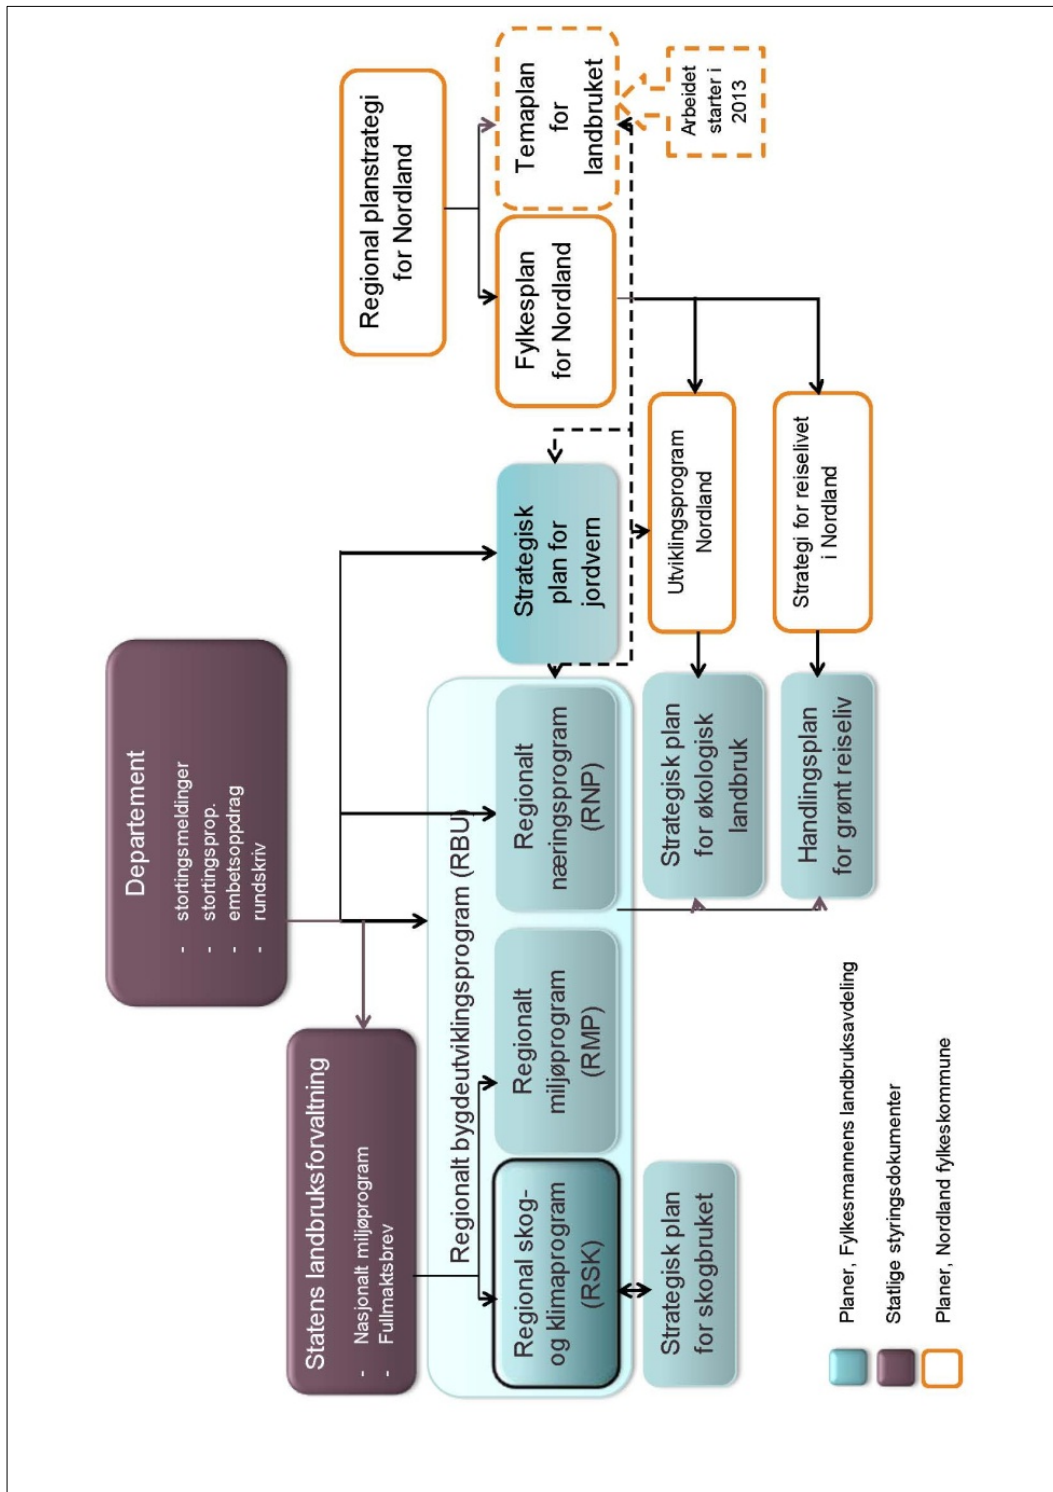 Departement
- stortingsmeldinger
- stortingsprop.
- embetsoppdrag
- rundskriv
Statens landbruksforvaltning
- Nasjonalt miljøprogram
- Fullmaktsbrev
Regional planstrategi
for Nordland
Regionalt bygdeutviklingsprogram (RBU)
Regional skog-
og klimaprogram
(RSK)
Regionalt
miljøprogram
(RMP)
Regionalt
næringsprogram
(RNP)
Strategisk
plan for
jordvern
Fylkesplan
for Nordland
Temaplan
for
landbruket
Arbeidet
starter i
2013
Strategisk plan
for skogbruket
Strategisk plan
for økologisk
landbruk
Utviklingsprogram
Nordland
Handlingsplan
for grønt reiseliv
Strategi for reiselivet
i Nordland
Planer, Fylkesmannens landbruksavdeling
Statlige styringsdokumenter
Planer, Nordland fylkeskommune